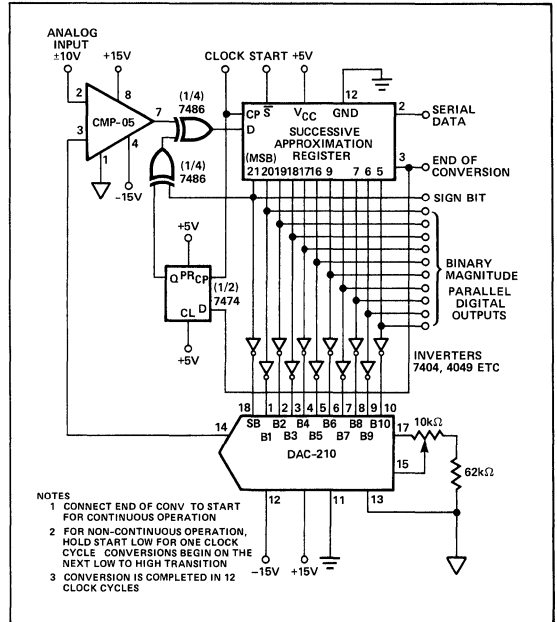 ANALOG
INPUT
±10V
+15V
CLOCK START +5V
2
8
CMP-05
7
3
1
4
-15V
(1/4)
7486
(1/4)
7486
12
CP S̅ VCC GND
D
SUCCESSIVE
APPROXIMATION
REGISTER
(MSB)
21 20 19 18 17 16 9 7 6 5
2
SERIAL
DATA
3
END OF
CONVERSION
SIGN BIT
BINARY
MAGNITUDE
PARALLEL
DIGITAL
OUTPUTS
+5V
Q PR CP
(1/2)
7474
CL D
+5V
INVERTERS
7404, 4049 ETC
18 1 2 3 4 5 6 7 8 9 10
SB B2 B4 B6 B8 B10
B1 B3 B5 B7 B9
DAC-210
14
17
10kΩ
15
62kΩ
12
11
13
-15V +15V
NOTES
1 CONNECT END OF CONV TO START
FOR CONTINUOUS OPERATION
2 FOR NON-CONTINUOUS OPERATION,
HOLD START LOW FOR ONE CLOCK
CYCLE CONVERSIONS BEGIN ON THE
NEXT LOW TO HIGH TRANSITION
3 CONVERSION IS COMPLETED IN 12
CLOCK CYCLES